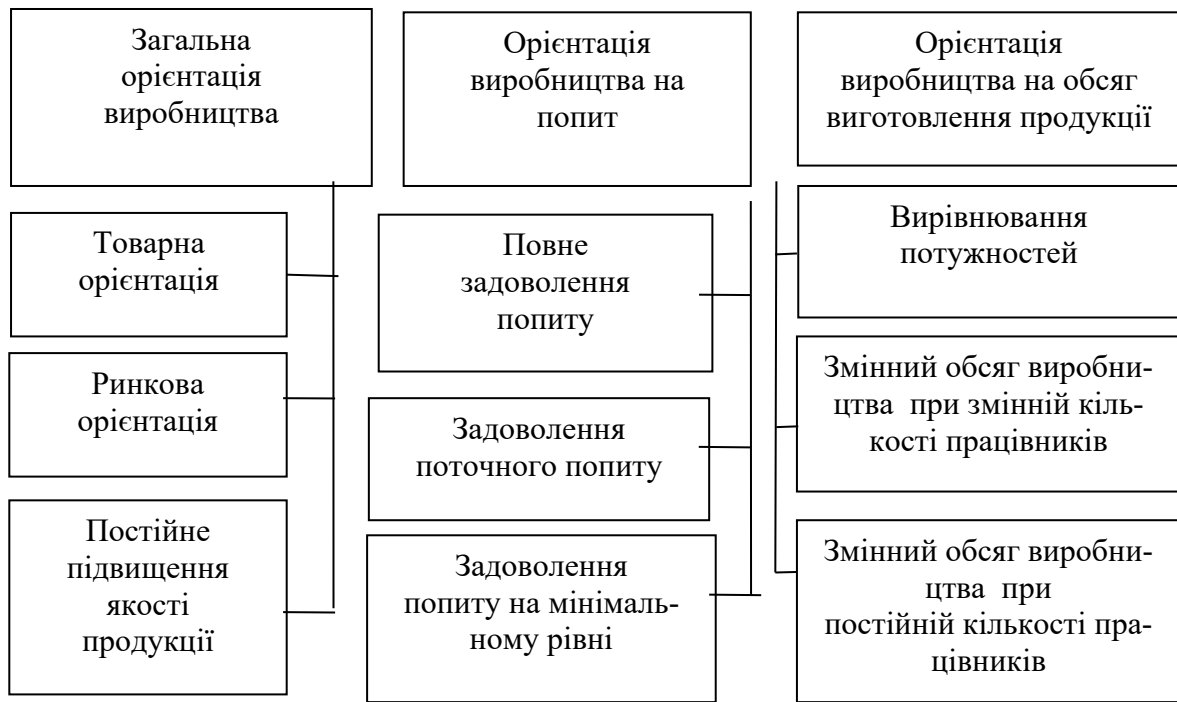 Загальна
орієнтація
виробництва
Орієнтація
виробництва на
попит
Орієнтація
виробництва на обсяг
виготовлення продукції
Товарна
орієнтація
Повне
задоволення
попиту
Вирівнювання
потужностей
Ринкова
орієнтація
Задоволення
поточного попиту
Змінний обсяг виробни-
цтва при змінній кіль-
кості працівників
Постійне
підвищення
якості
продукції
Задоволення
попиту на мінімаль-
ному рівні
Змінний обсяг виробни-
цтва при
постійній кількості пра-
цівників